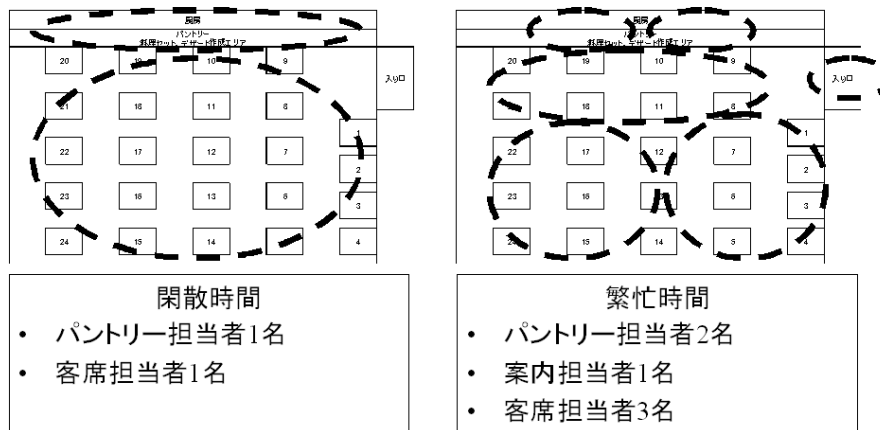 厨房
パントリー
料理セット、デザート作成エリア
20 19 10 9
入り口
21 18 11 8
1
22 17 12 7
2
23 16 13 6
3
24 15 14 5 4
閑散時間
• パントリー担当者1名
• 客席担当者1名
厨房
パントリー
料理セット、デザート作成エリア
20 19 10 9
入り口
21 18 11 8
1
22 17 12 7
2
23 16 13 6
3
24 15 14 5 4
繁忙時間
• パントリー担当者2名
• 案内担当者1名
• 客席担当者3名